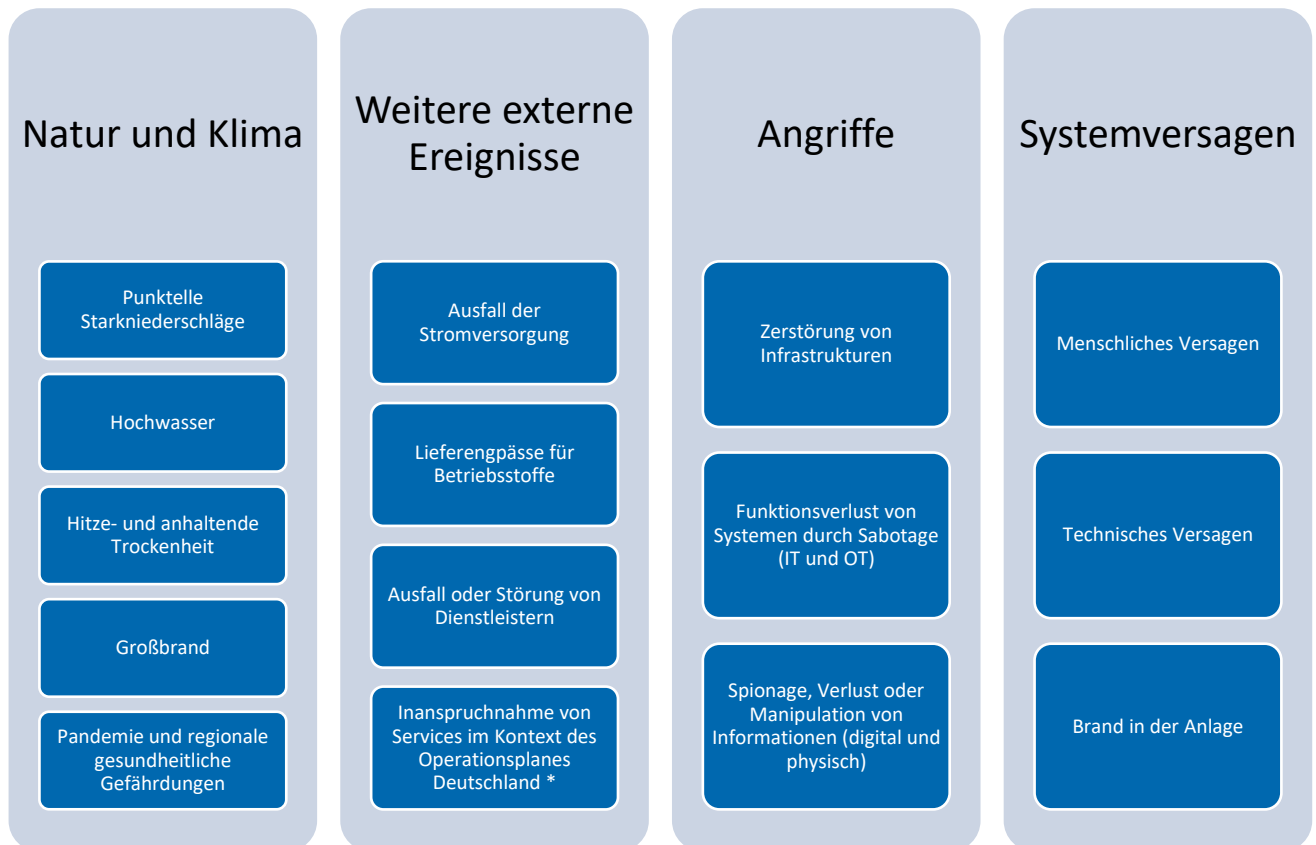 Natur und Klima
Punktelle
Starkniederschläge
Hochwasser
Hitze- und anhaltende
Trockenheit
Großbrand
Pandemie und regionale
gesundheitliche
Gefährdungen
Weitere externe
Ereignisse
Ausfall der
Stromversorgung
Lieferengpässe für
Betriebsstoffe
Ausfall oder Störung von
Dienstleistern
Inanspruchnahme von
Services im Kontext des
Operationsplanes
Deutschland *
Angriffe
Zerstörung von
Infrastrukturen
Funktionsverlust von
Systemen durch Sabotage
(IT und OT)
Spionage, Verlust oder
Manipulation von
Informationen (digital und
physisch)
Systemversagen
Menschliches Versagen
Technisches Versagen
Brand in der Anlage